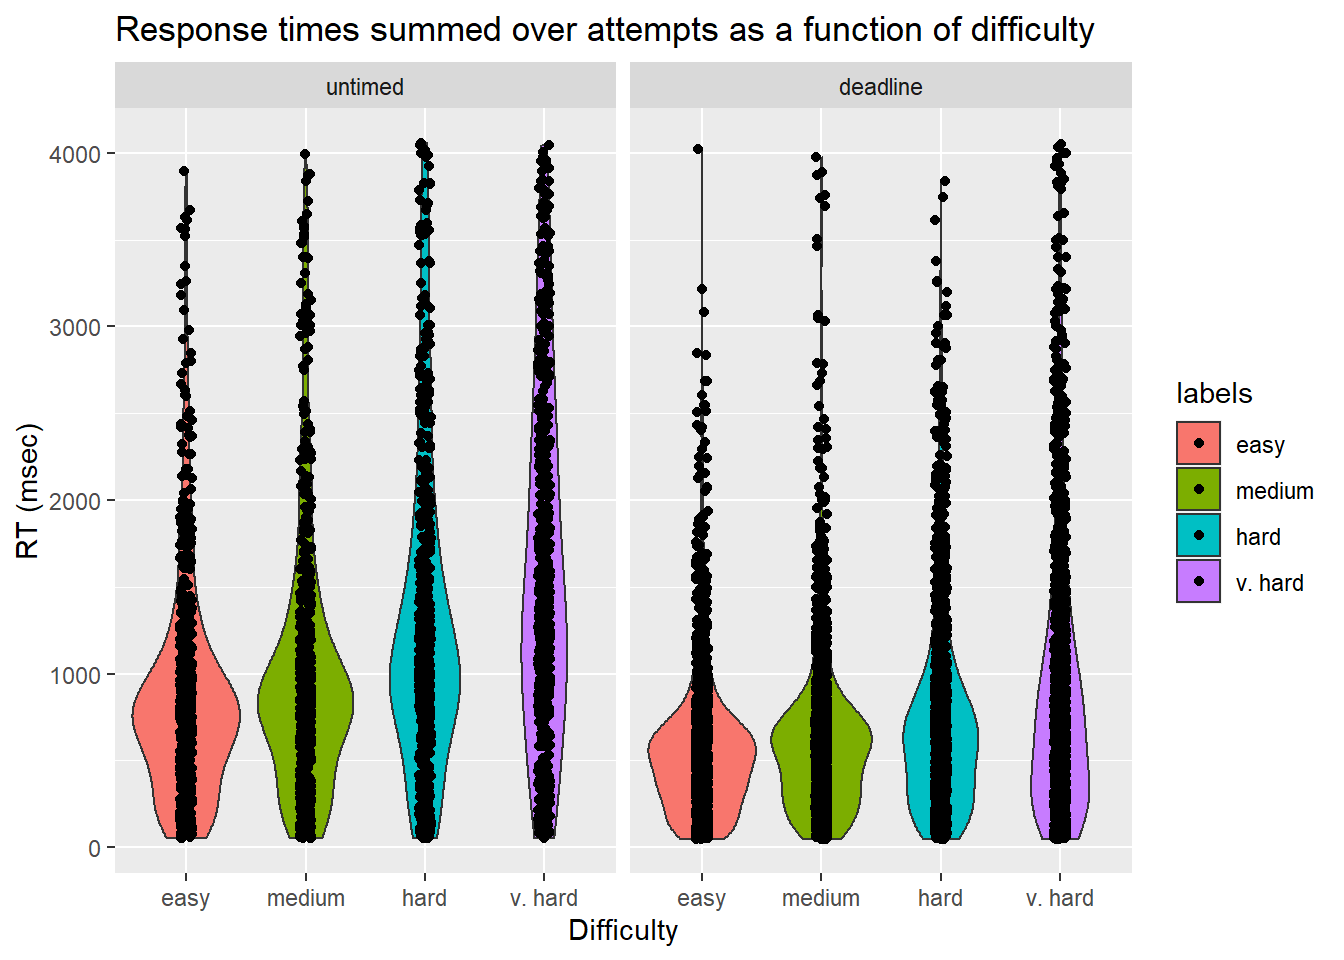 Response times summed over attempts as a function of difficulty
untimed
deadline
4000
3000
2000
1000
0
RT (msec)
easy
medium
hard
v. hard
easy
medium
hard
v. hard
Difficulty
labels
easy
medium
hard
v. hard